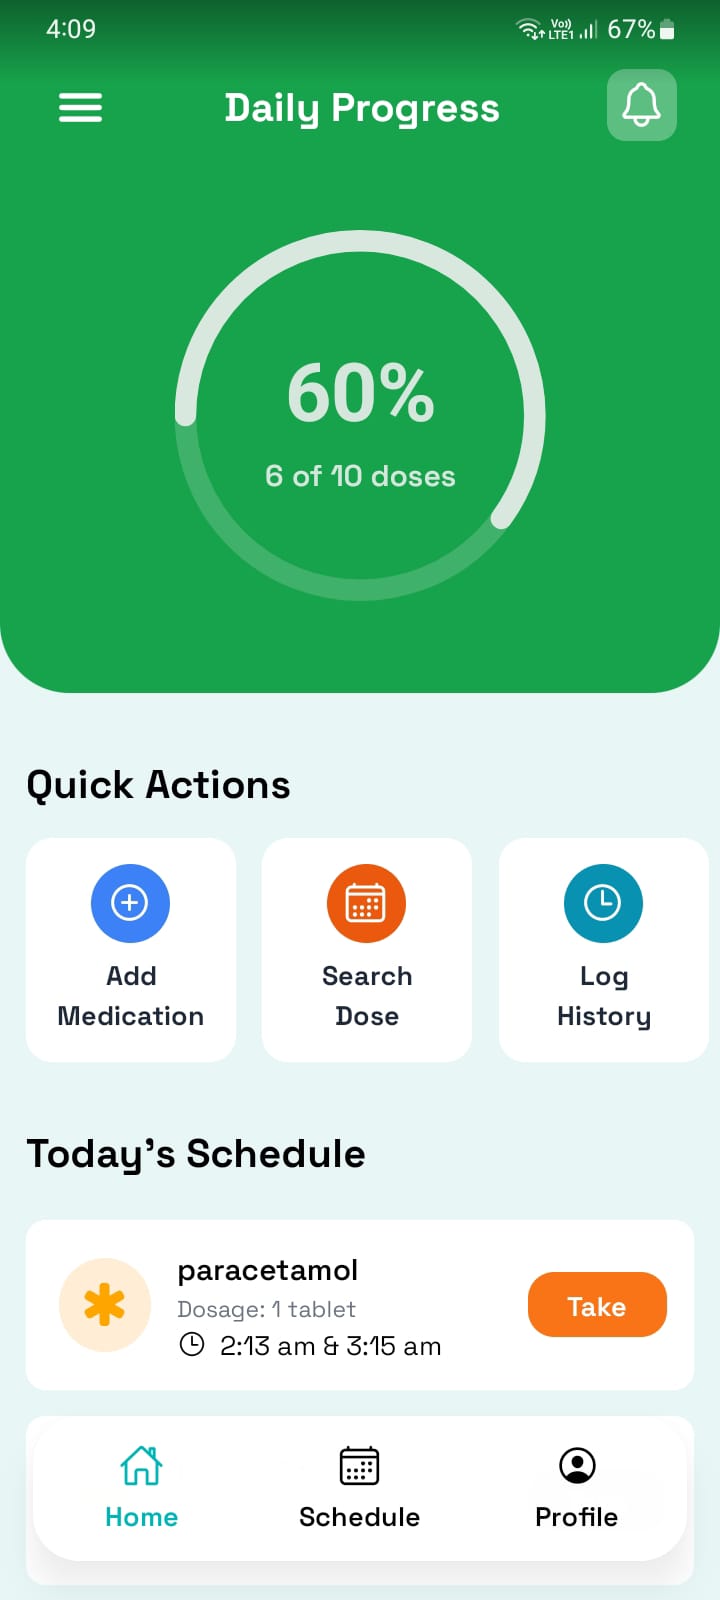 4:09
Vo)) LTE1 67%
Daily Progress
60%
6 of 10 doses
Quick Actions
Add
Medication
Search
Dose
Log
History
Today's Schedule
paracetamol
Dosage: 1 tablet
2:13 am & 3:15 am
Take
Home
Schedule
Profile